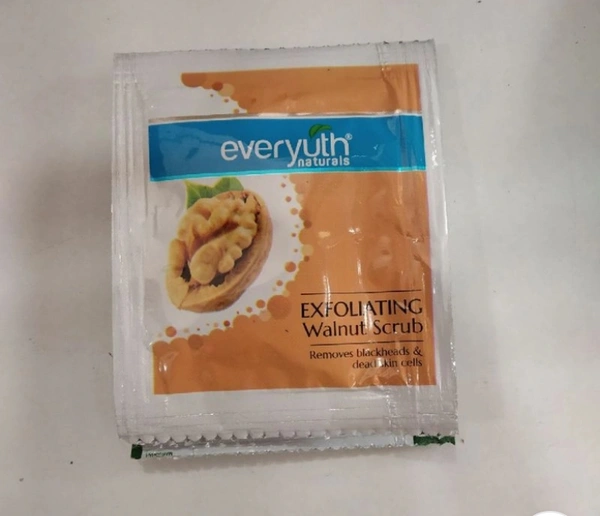 everyuth®
naturals
EXFOLIATING
Walnut Scrub
Removes blackheads &
dead skin cells